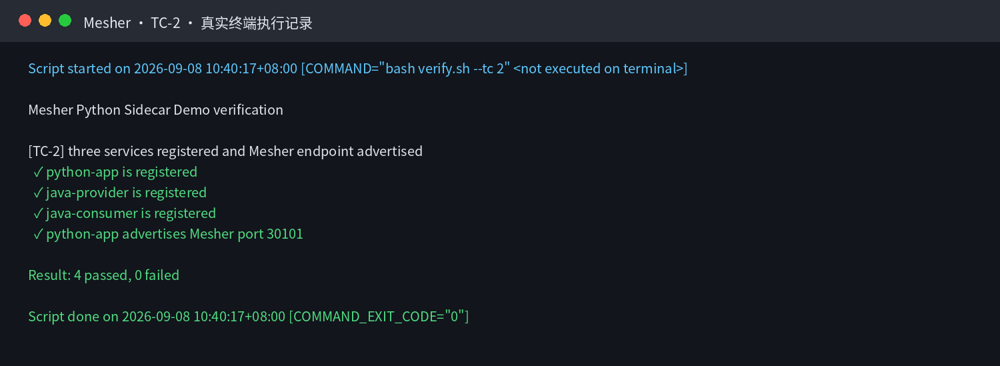 Mesher · TC-2 · 真实终端执行记录
Script started on 2026-09-08 10:40:17+08:00 [COMMAND="bash verify.sh --tc 2" <not executed on terminal>]
Mesher Python Sidecar Demo verification
[TC-2] three services registered and Mesher endpoint advertised
✓ python-app is registered
✓ java-provider is registered
✓ java-consumer is registered
✓ python-app advertises Mesher port 30101
Result: 4 passed, 0 failed
Script done on 2026-09-08 10:40:17+08:00 [COMMAND_EXIT_CODE="0"]